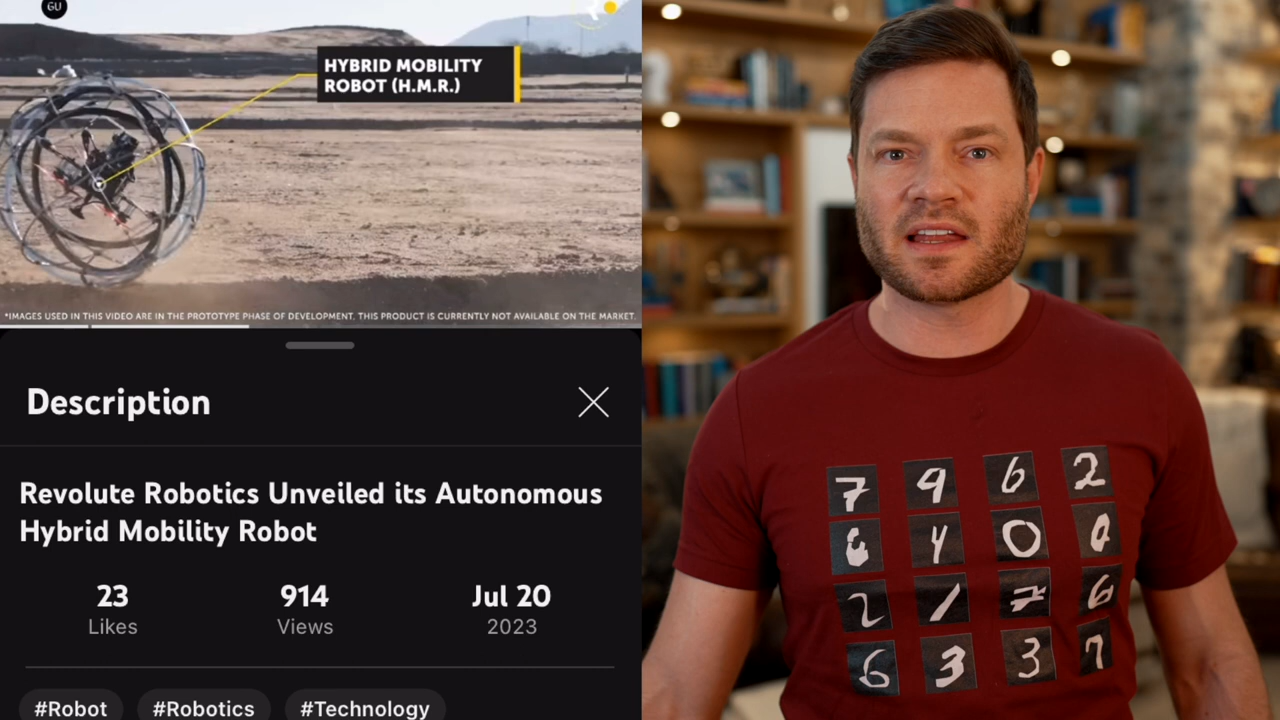 GU
HYBRID MOBILITY
ROBOT (H.M.R.)
*IMAGES USED IN THIS VIDEO ARE IN THE PROTOTYPE PHASE OF DEVELOPMENT. THIS PRODUCT IS CURRENTLY NOT AVAILABLE ON THE MARKET.
Description
Revolute Robotics Unveiled its Autonomous
Hybrid Mobility Robot
23 914 Jul 20
Likes Views 2023
#Robot #Robotics #Technology
7 9 6 2
6 4 0 0
2 1 7 6
6 3 3 7